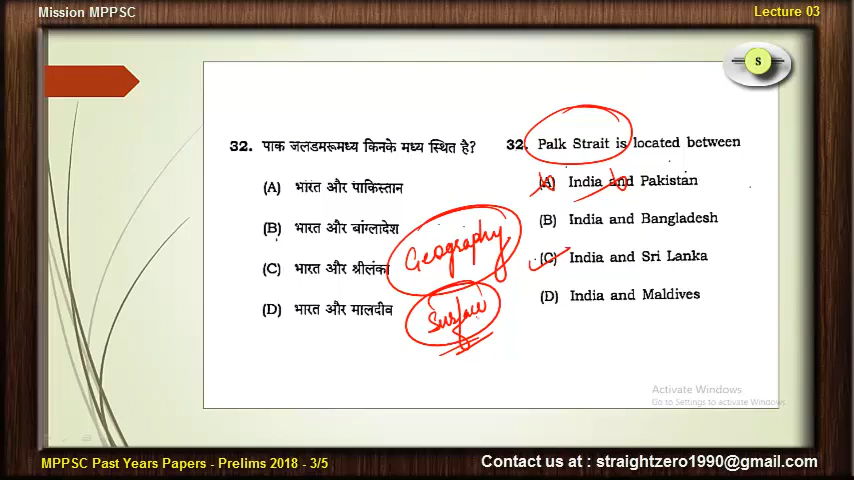 Mission MPPSC
Lecture 03
S
32. पाक जलडमरूमध्य किनके मध्य स्थित है?
(A) भारत और पाकिस्तान
(B) भारत और बांग्लादेश
(C) भारत और श्रीलंका
(D) भारत और मालदीव
32. Palk Strait is located between
(A) India and Pakistan
(B) India and Bangladesh
(C) India and Sri Lanka
(D) India and Maldives
Geography
Surface
Activate Windows
Go to Settings to activate Windows.
MPPSC Past Years Papers - Prelims 2018 - 3/5
Contact us at : straightzero1990@gmail.com